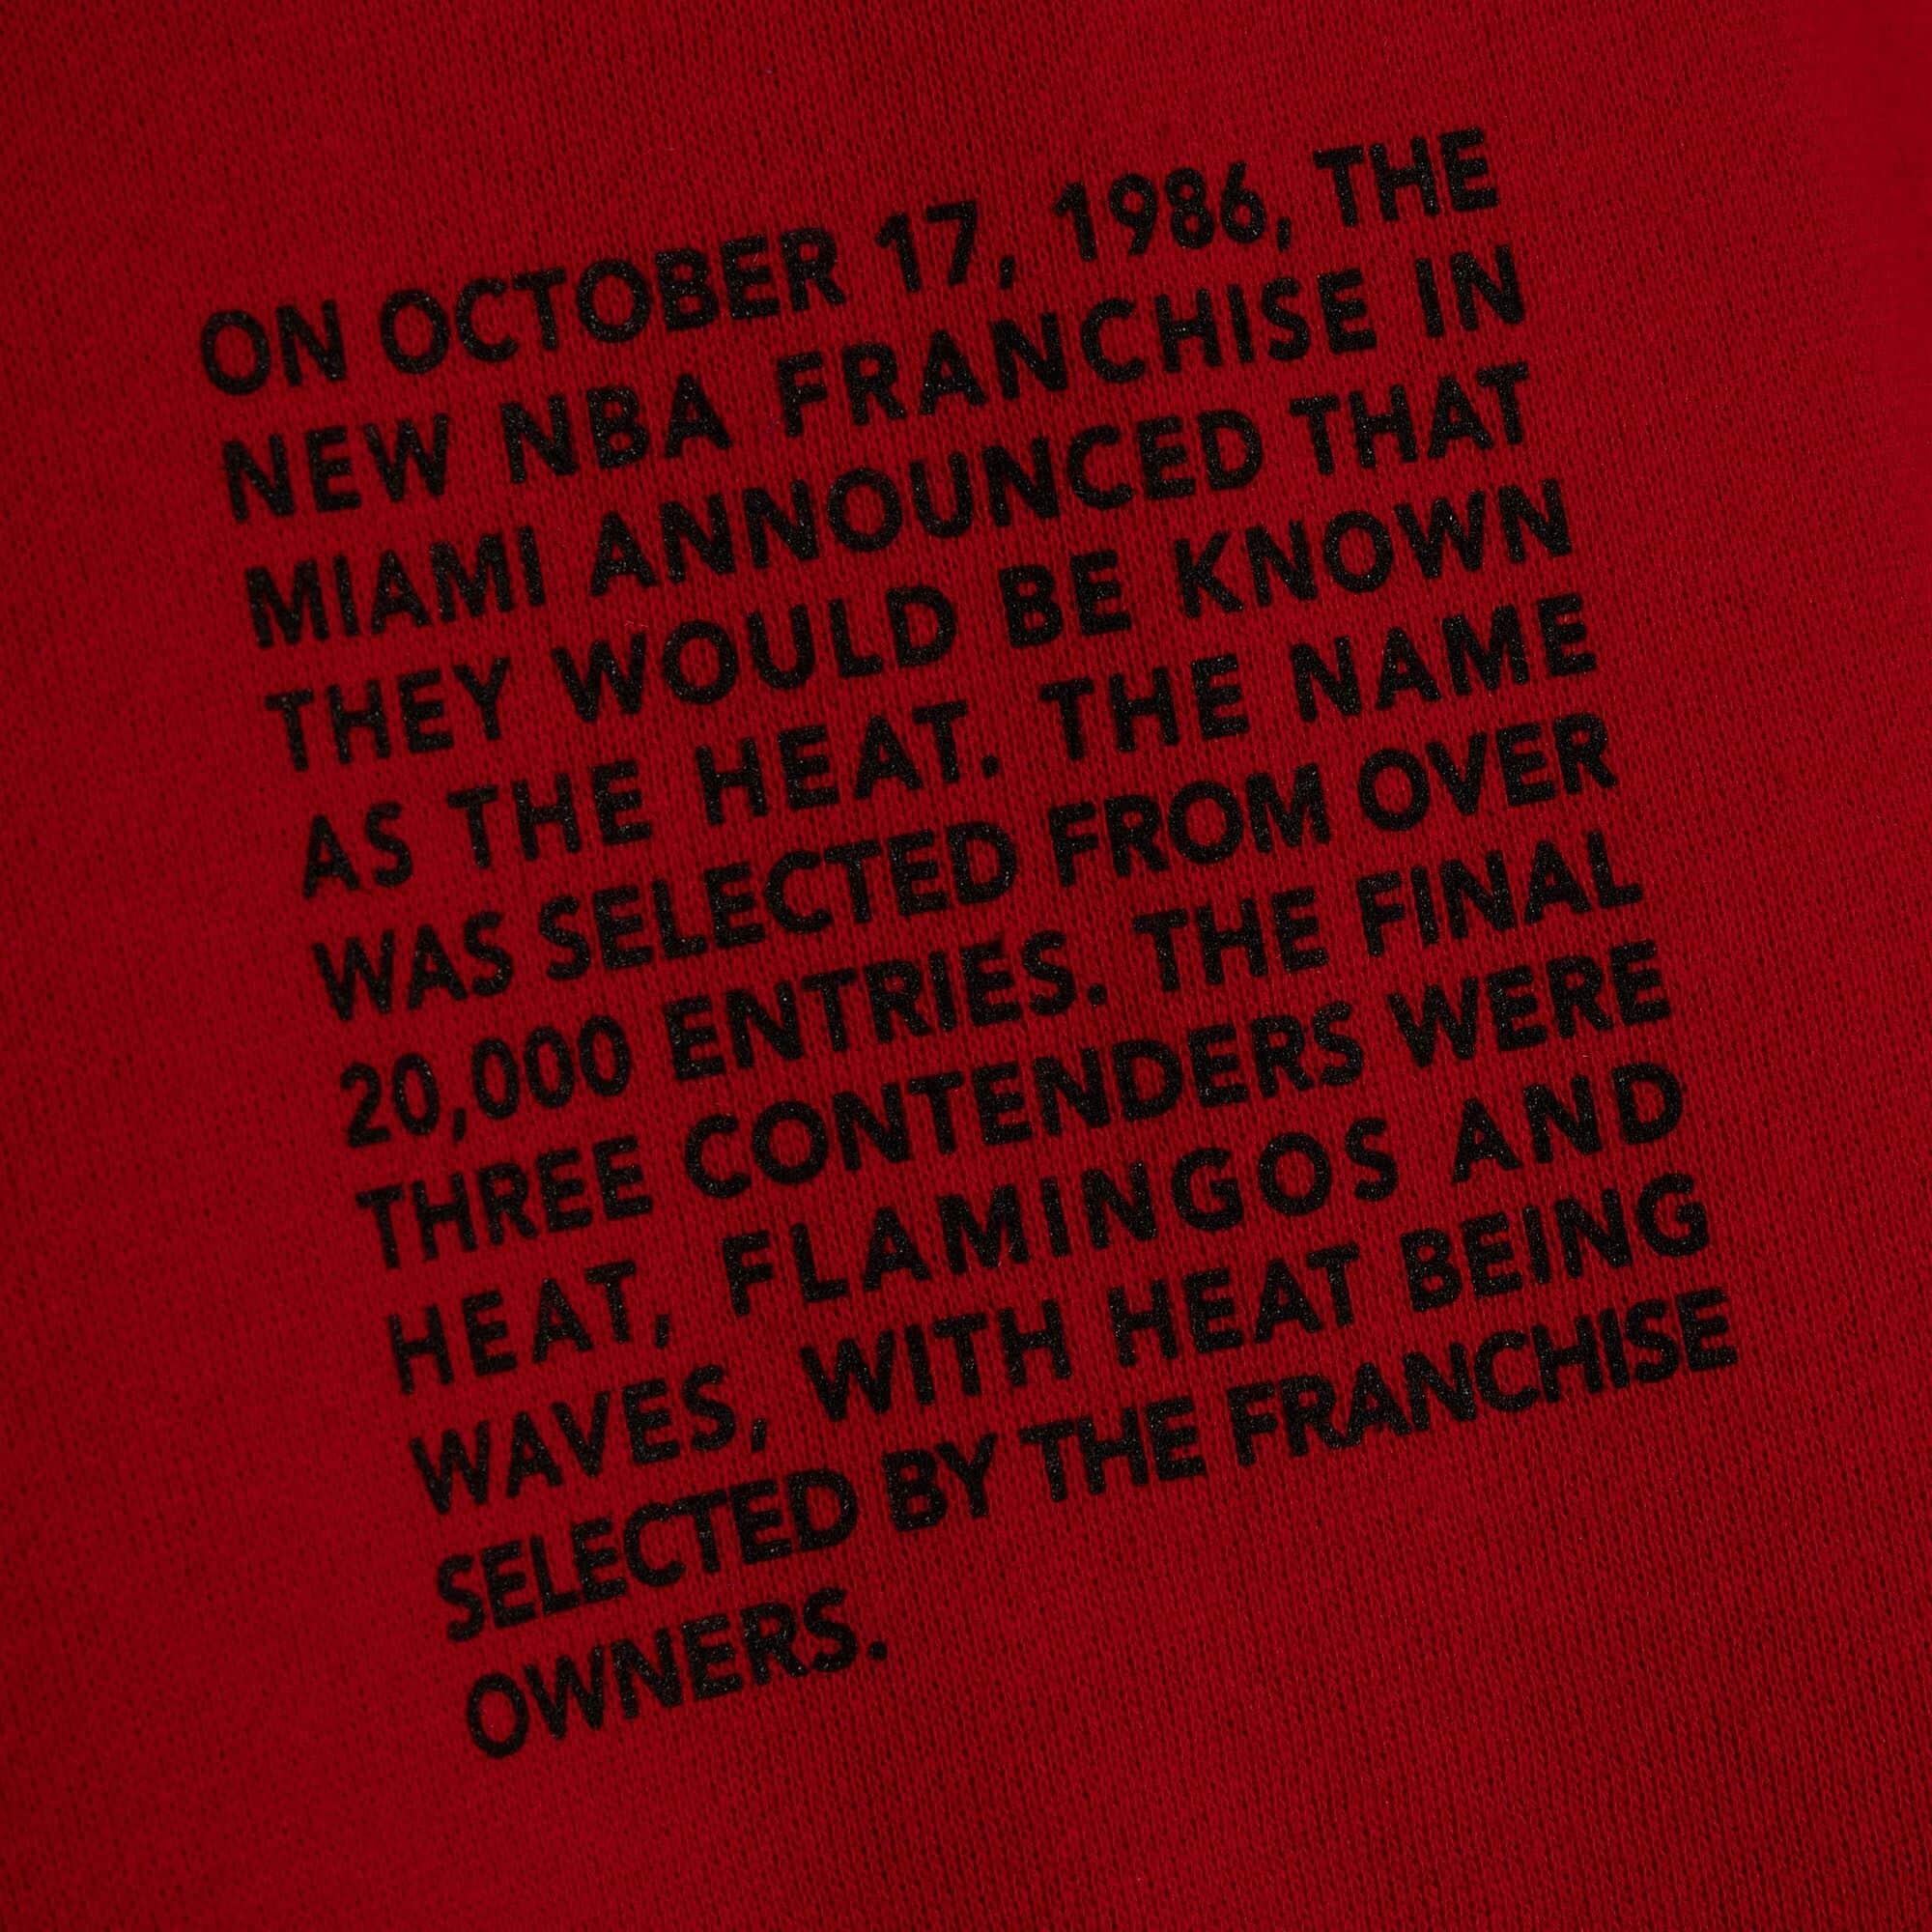 ON OCTOBER 17, 1986, THE
NEW NBA FRANCHISE IN
MIAMI ANNOUNCED THAT
THEY WOULD BE KNOWN
AS THE HEAT. THE NAME
WAS SELECTED FROM OVER
20,000 ENTRIES. THE FINAL
THREE CONTENDERS WERE
HEAT, FLAMINGOS AND
WAVES, WITH HEAT BEING
SELECTED BY THE FRANCHISE
OWNERS.